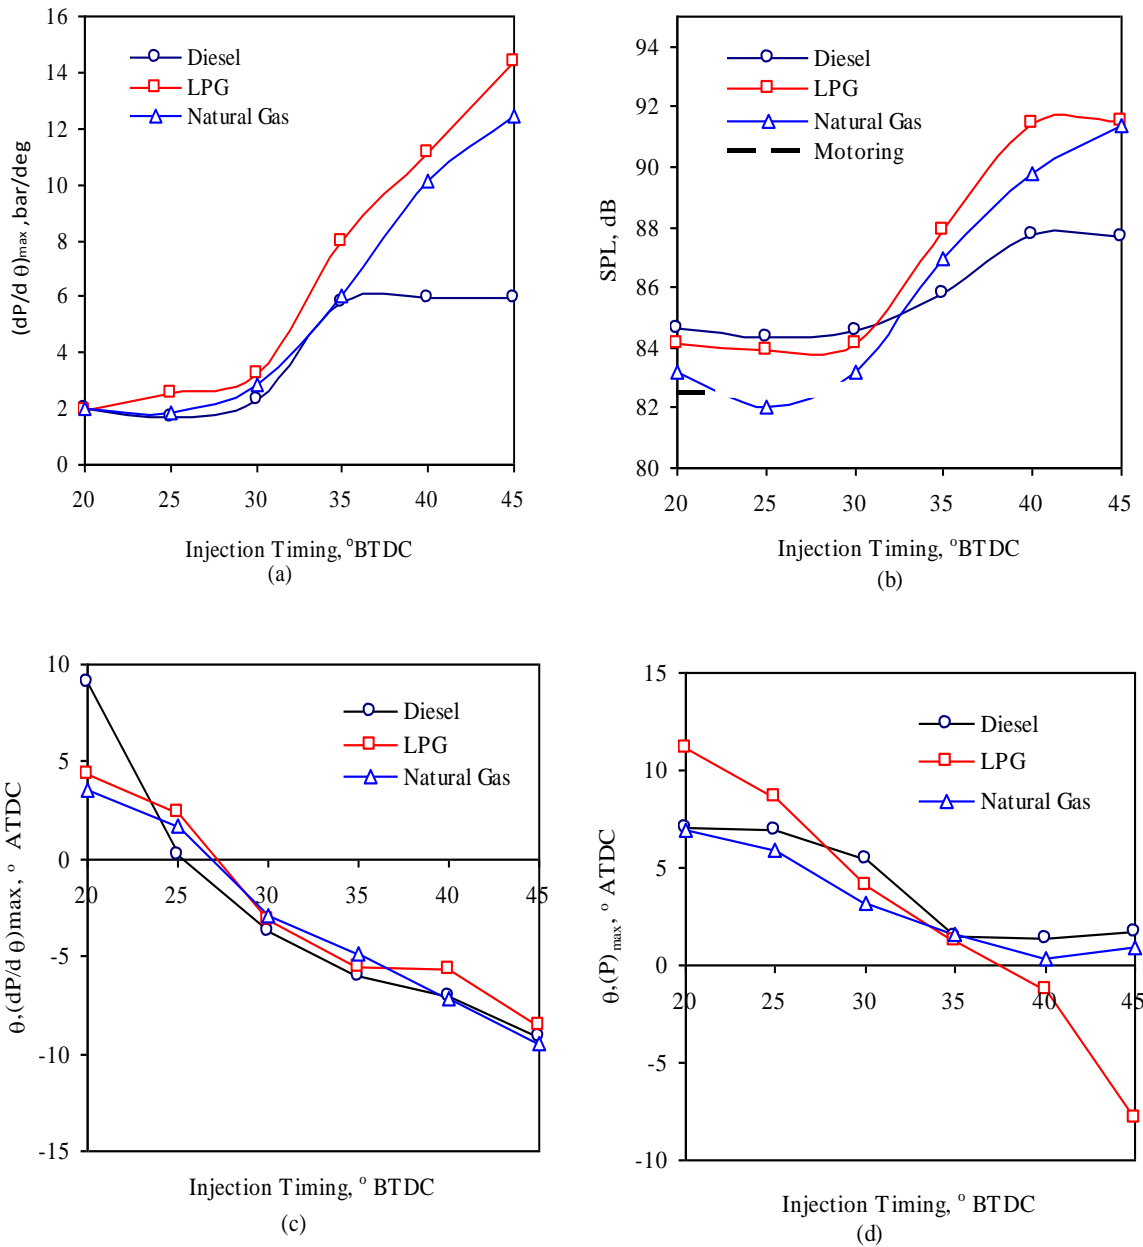 16
14
12
10
8
6
4
2
0
(dP/d θ)max ,bar/deg
Diesel
LPG
Natural Gas
20 25 30 35 40 45
Injection Timing, °BTDC
(a)
94
92
90
88
86
84
82
80
SPL, dB
Diesel
LPG
Natural Gas
Motoring
20 25 30 35 40 45
Injection Timing, °BTDC
(b)
10
5
0
-5
-10
-15
θ,(dP/d θ)max, ° ATDC
Diesel
LPG
Natural Gas
20 25 30 35 40 45
Injection Timing, ° BTDC
(c)
15
10
5
0
-5
-10
θ,(P)max, ° ATDC
Diesel
LPG
Natural Gas
20 25 30 35 40 45
Injection Timing, ° BTDC
(d)